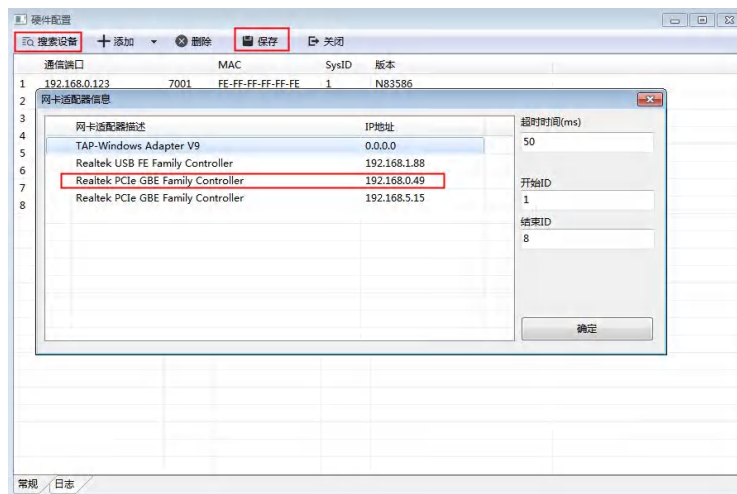 硬件配置
搜索设备 添加 删除 保存 关闭
通信端口 MAC SysID 版本
1 192.168.0.123 7001 FE-FF-FF-FF-FF-FE 1 N83586
2
3
4
5
6
7
8
网卡适配器信息
网卡适配器描述 IP地址
TAP-Windows Adapter V9 0.0.0.0
Realtek USB FE Family Controller 192.168.1.88
Realtek PCIe GBE Family Controller 192.168.0.49
Realtek PCIe GBE Family Controller 192.168.5.15
超时时间(ms)
50
开始ID
1
结束ID
8
确定
常规 日志